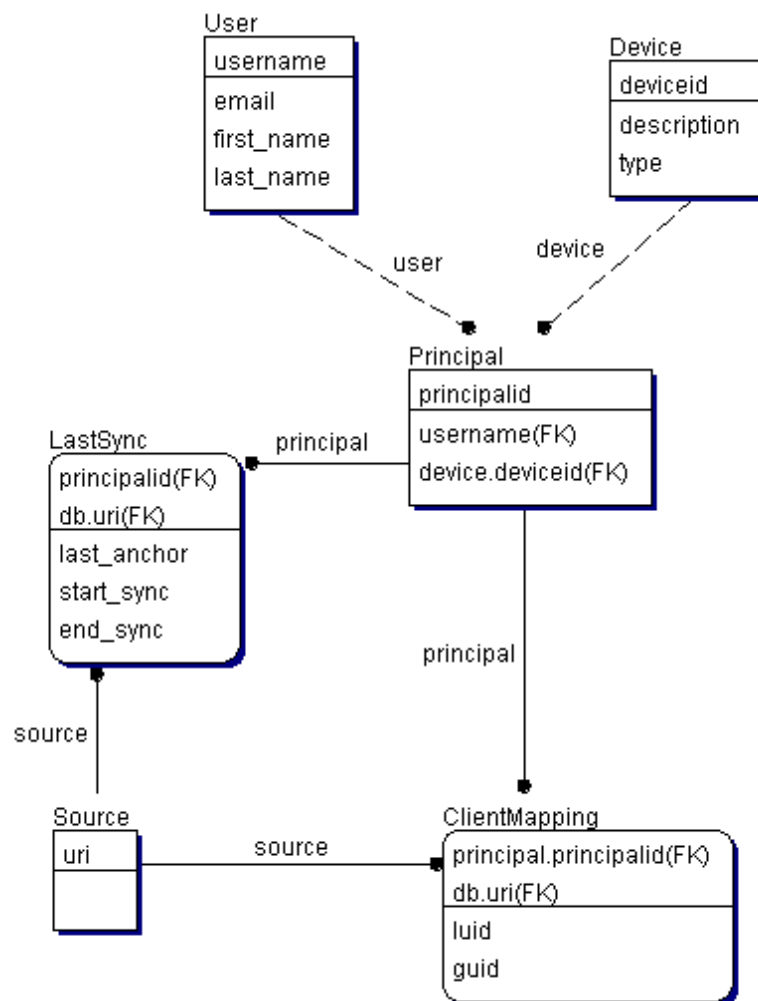 User
username
email
first_name
last_name
Device
deviceid
description
type
user
device
Principal
principalid
username(FK)
device.deviceid(FK)
principal
LastSync
principalid(FK)
db.uri(FK)
last_anchor
start_sync
end_sync
principal
source
Source
uri
source
ClientMapping
principal.principalid(FK)
db.uri(FK)
luid
guid